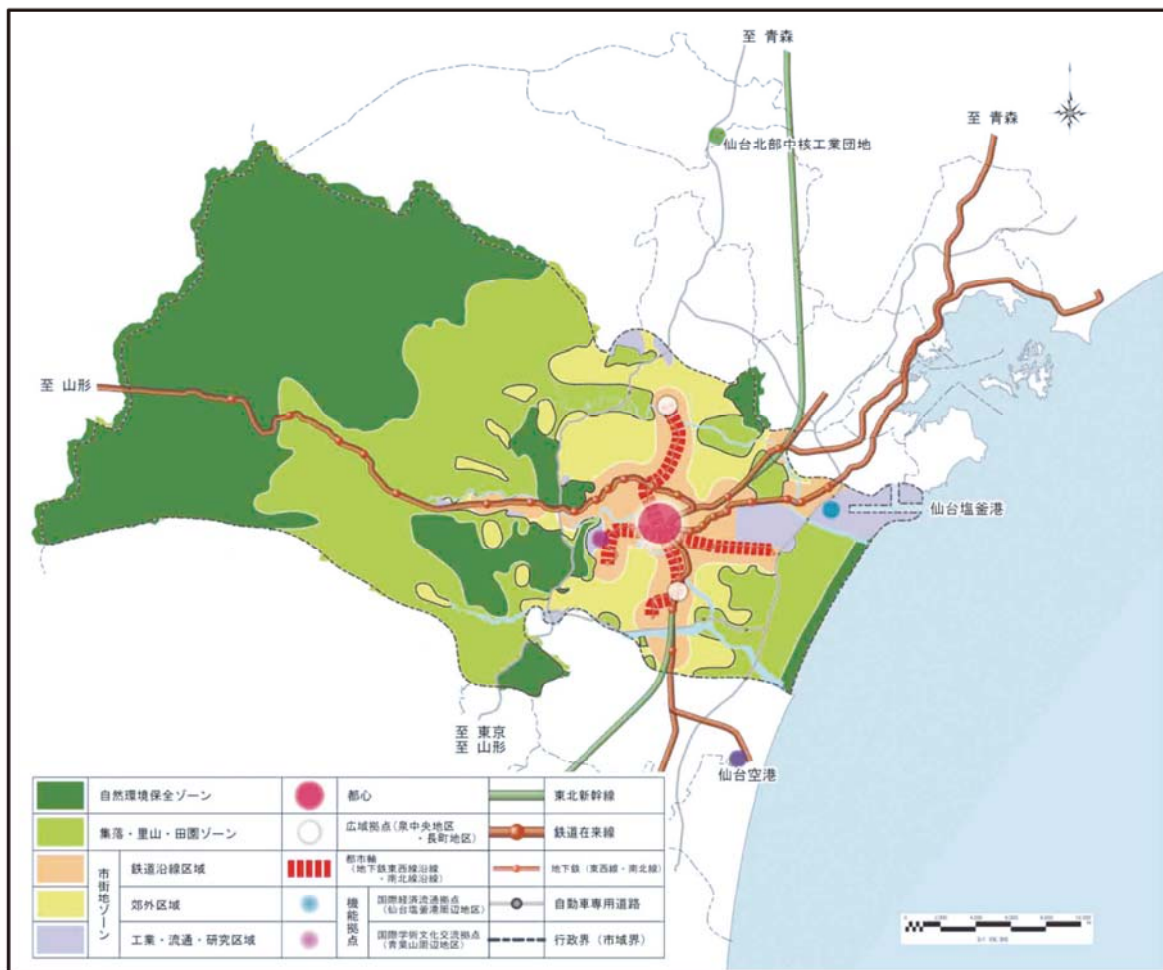 至 青森
至 青森
仙台北部中核工業団地
至 山形
仙台塩釜港
至 東京
至 山形
仙台空港
自然環境保全ゾーン
集落・里山・田園ゾーン
市街地ゾーン
鉄道沿線区域
郊外区域
工業・流通・研究区域
都心
広域拠点(泉中央地区
・長町地区)
都市軸
(地下鉄東西線沿線
・南北線沿線)
機能拠点
国際経済流通拠点
(仙台塩釜港周辺地区)
国際学術文化交流拠点
(青葉山周辺地区)
東北新幹線
鉄道在来線
地下鉄(東西線・南北線)
自動車専用道路
行政界(市域界)